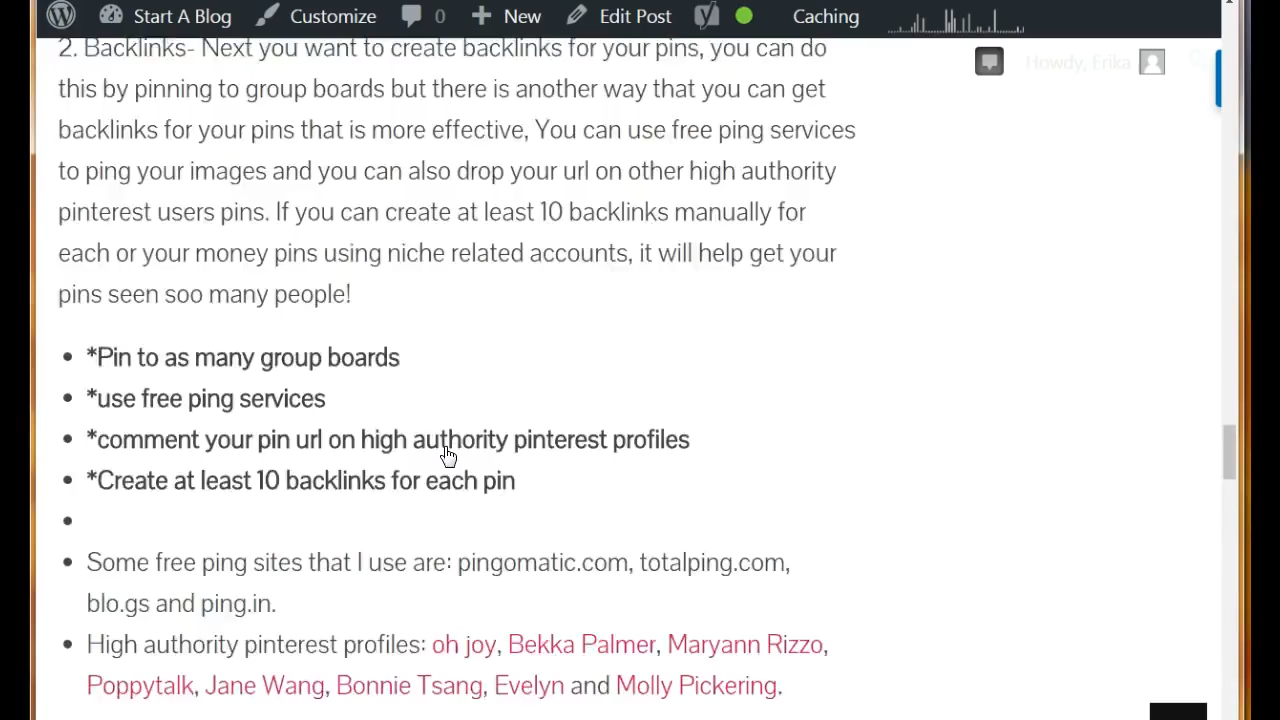 Start A Blog Customize 0 New Edit Post Caching
Howdy, Erika
2. Backlinks- Next you want to create backlinks for your pins, you can do
this by pinning to group boards but there is another way that you can get
backlinks for your pins that is more effective, You can use free ping services
to ping your images and you can also drop your url on other high authority
pinterest users pins. If you can create at least 10 backlinks manually for
each or your money pins using niche related accounts, it will help get your
pins seen soo many people!
*Pin to as many group boards
*use free ping services
*comment your pin url on high authority pinterest profiles
*Create at least 10 backlinks for each pin
Some free ping sites that I use are: pingomatic.com, totalping.com,
blo.gs and ping.in.
High authority pinterest profiles: oh joy, Bekka Palmer, Maryann Rizzo,
Poppytalk, Jane Wang, Bonnie Tsang, Evelyn and Molly Pickering.